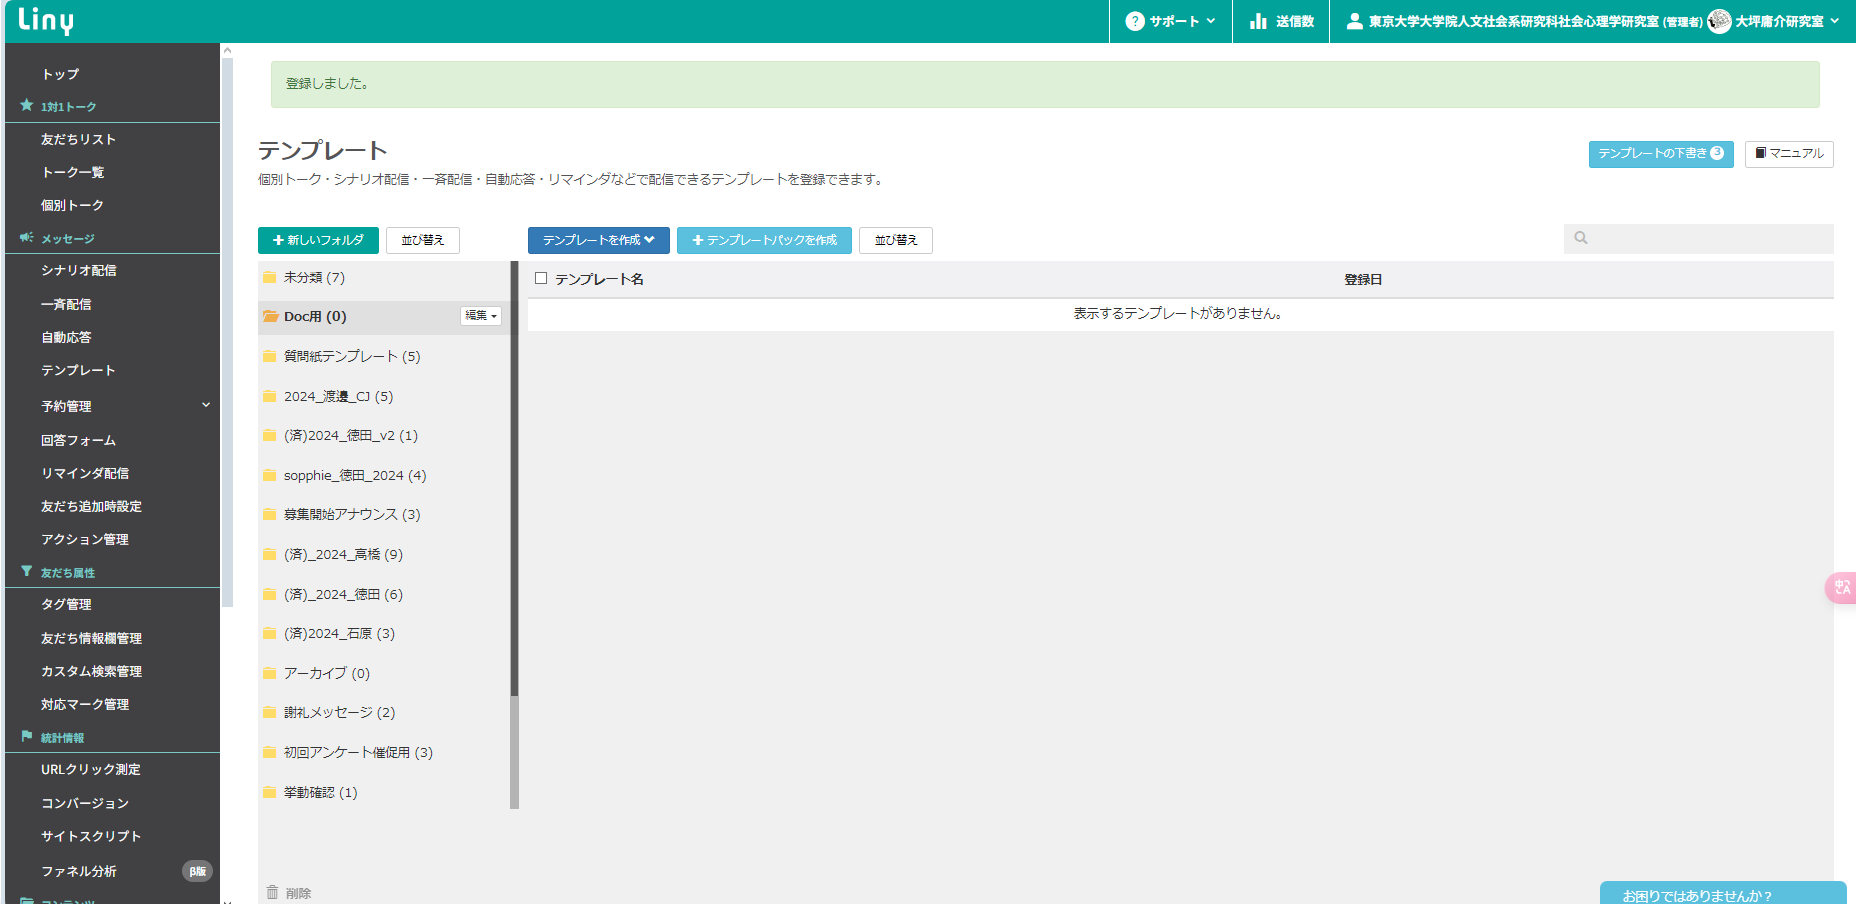 Liny
サポート
送信数
東京大学大学院人文社会系研究科社会心理学研究室 (管理者)
大坪庸介研究室
トップ
1対1トーク
友だちリスト
トーク一覧
個別トーク
メッセージ
シナリオ配信
一斉配信
自動応答
テンプレート
予約管理
回答フォーム
リマインダ配信
友だち追加時設定
アクション管理
友だち属性
タグ管理
友だち情報欄管理
カスタム検索管理
対応マーク管理
統計情報
URLクリック測定
コンバージョン
サイトスクリプト
ファネル分析 β版
コンテンツ
登録しました。
テンプレート
個別トーク・シナリオ配信・一斉配信・自動応答・リマインダなどで配信できるテンプレートを登録できます。
テンプレートの下書き 3
マニュアル
新しいフォルダ
並び替え
テンプレートを作成
テンプレートパックを作成
並び替え
未分類 (7)
Doc用 (0) 編集
質問紙テンプレート (5)
2024_渡邊_CJ (5)
(済)2024_徳田_v2 (1)
sopphie_徳田_2024 (4)
募集開始アナウンス (3)
(済)_2024_高橋 (9)
(済)_2024_徳田 (6)
(済)2024_石原 (3)
アーカイブ (0)
謝礼メッセージ (2)
初回アンケート催促用 (3)
挙動確認 (1)
削除
テンプレート名 登録日
表示するテンプレートがありません。
お困りではありませんか？